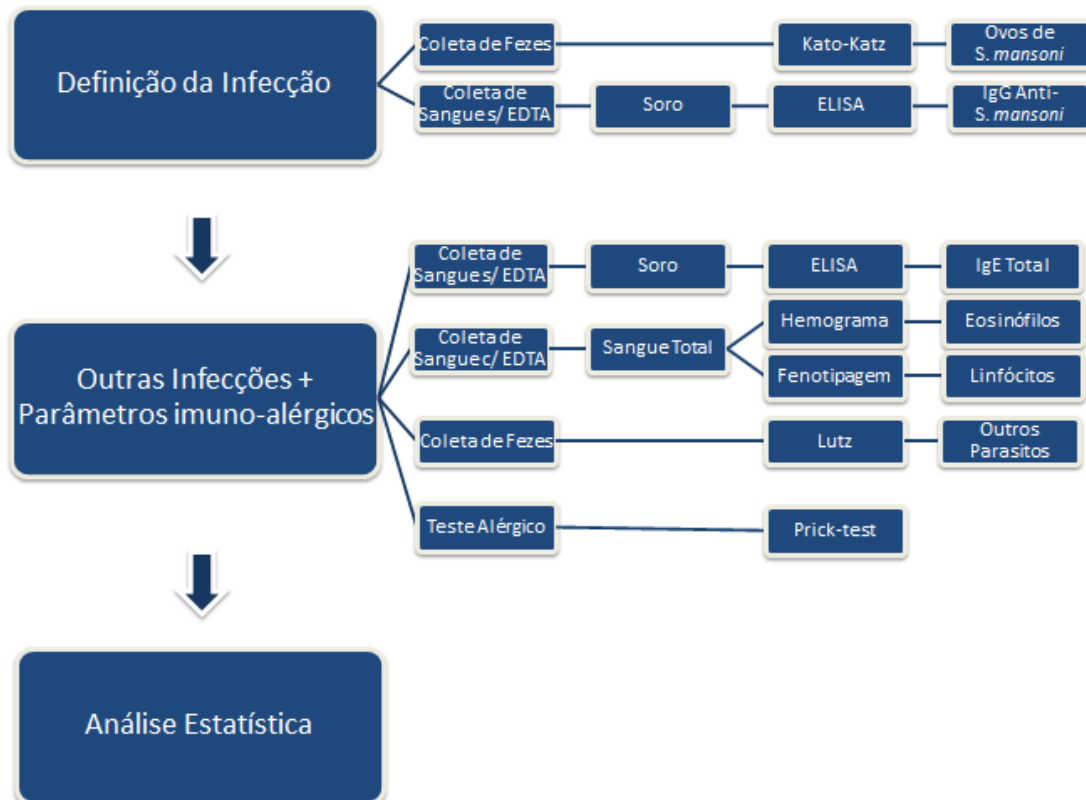 Definição da Infecção
Coleta de Fezes
Kato-Katz
Ovos de
S. mansoni
Coleta de
Sangue s/ EDTA
Soro
ELISA
IgG Anti-
S. mansoni
Outras Infecções +
Parâmetros imuno-alérgicos
Coleta de
Sangue s/ EDTA
Soro
ELISA
IgE Total
Coleta de
Sangue c/ EDTA
Sangue Total
Hemograma
Eosinófilos
Fenotipagem
Linfócitos
Coleta de Fezes
Lutz
Outros
Parasitos
Teste Alérgico
Prick-test
Análise Estatística